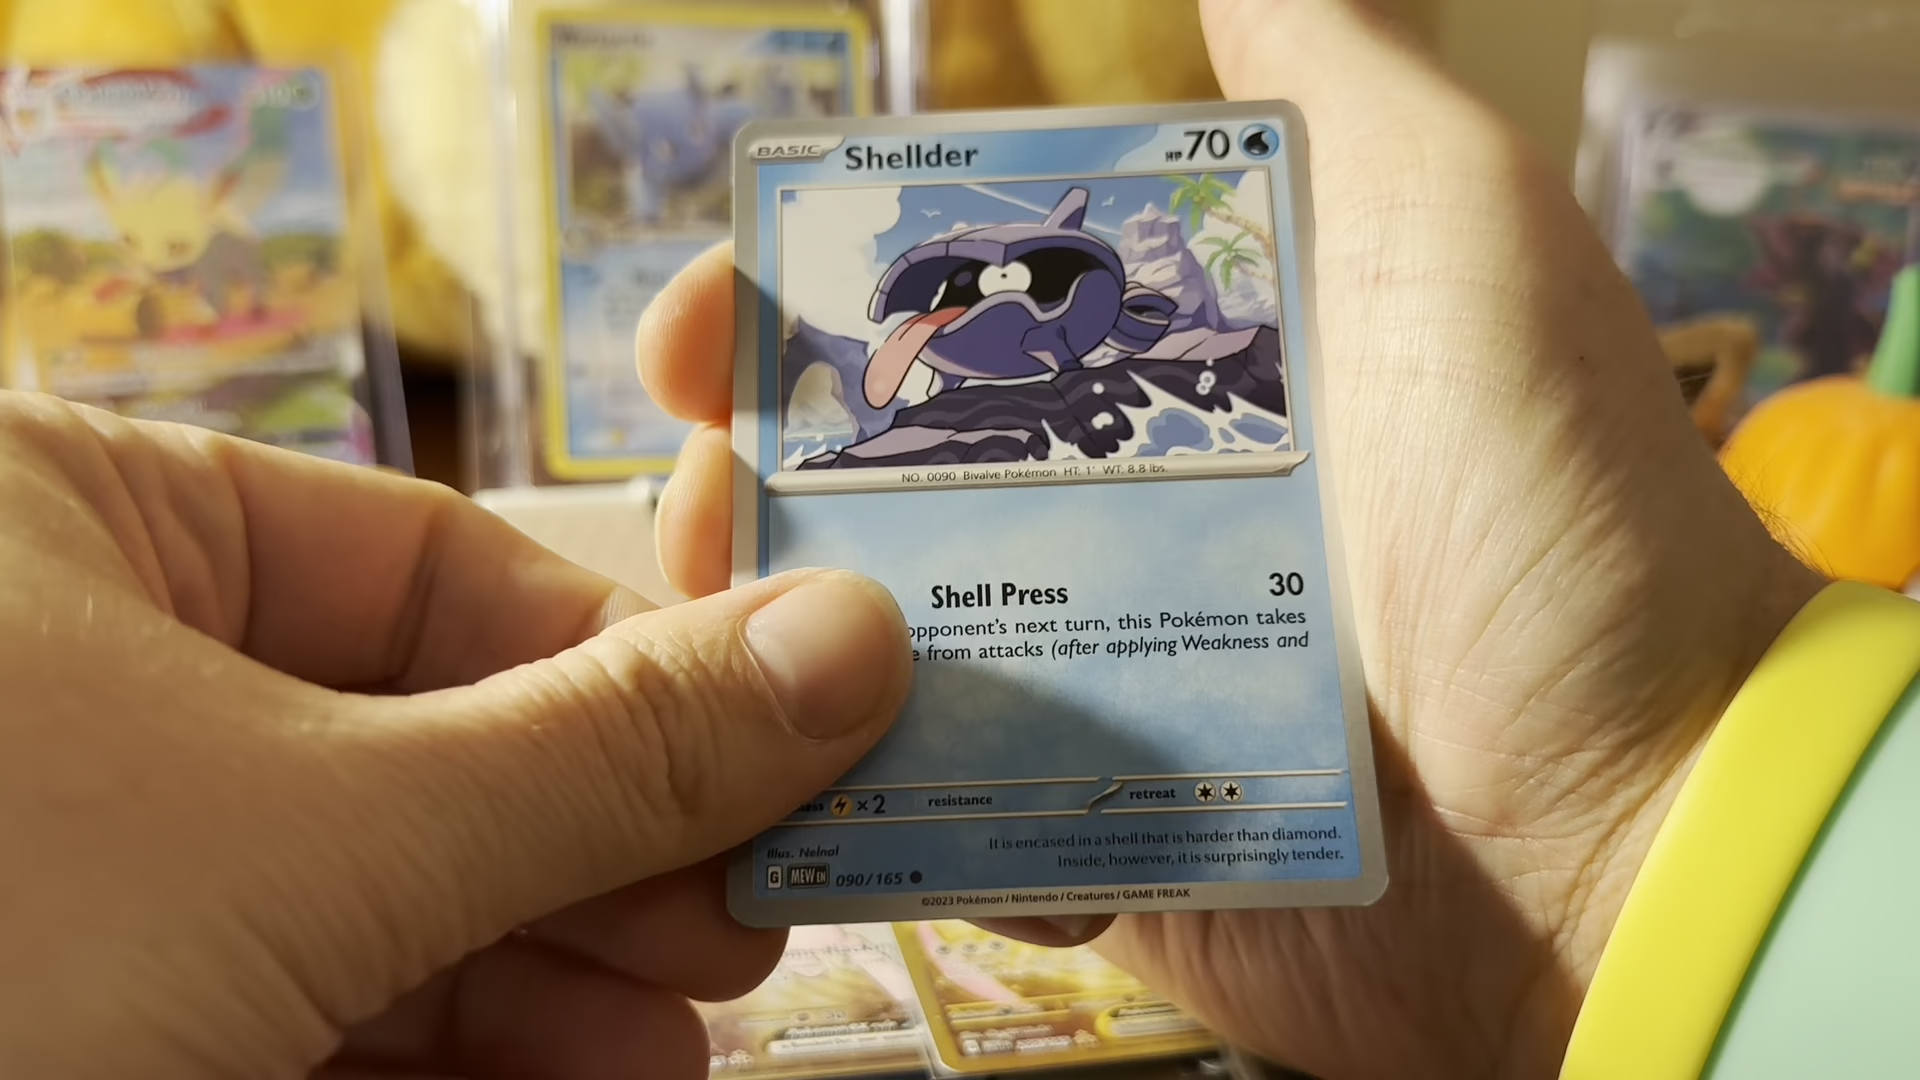 BASIC Shellder HP 70
NO. 0090 Bivalve Pokémon HT: 1' WT: 8.8 lbs.
Shell Press 30
opponent's next turn, this Pokémon takes
from attacks (after applying Weakness and
×2 resistance retreat
It is encased in a shell that is harder than diamond.
Inside, however, it is surprisingly tender.
Illus. Nelnal
G MEW EN 090/165
©2023 Pokémon / Nintendo / Creatures / GAME FREAK